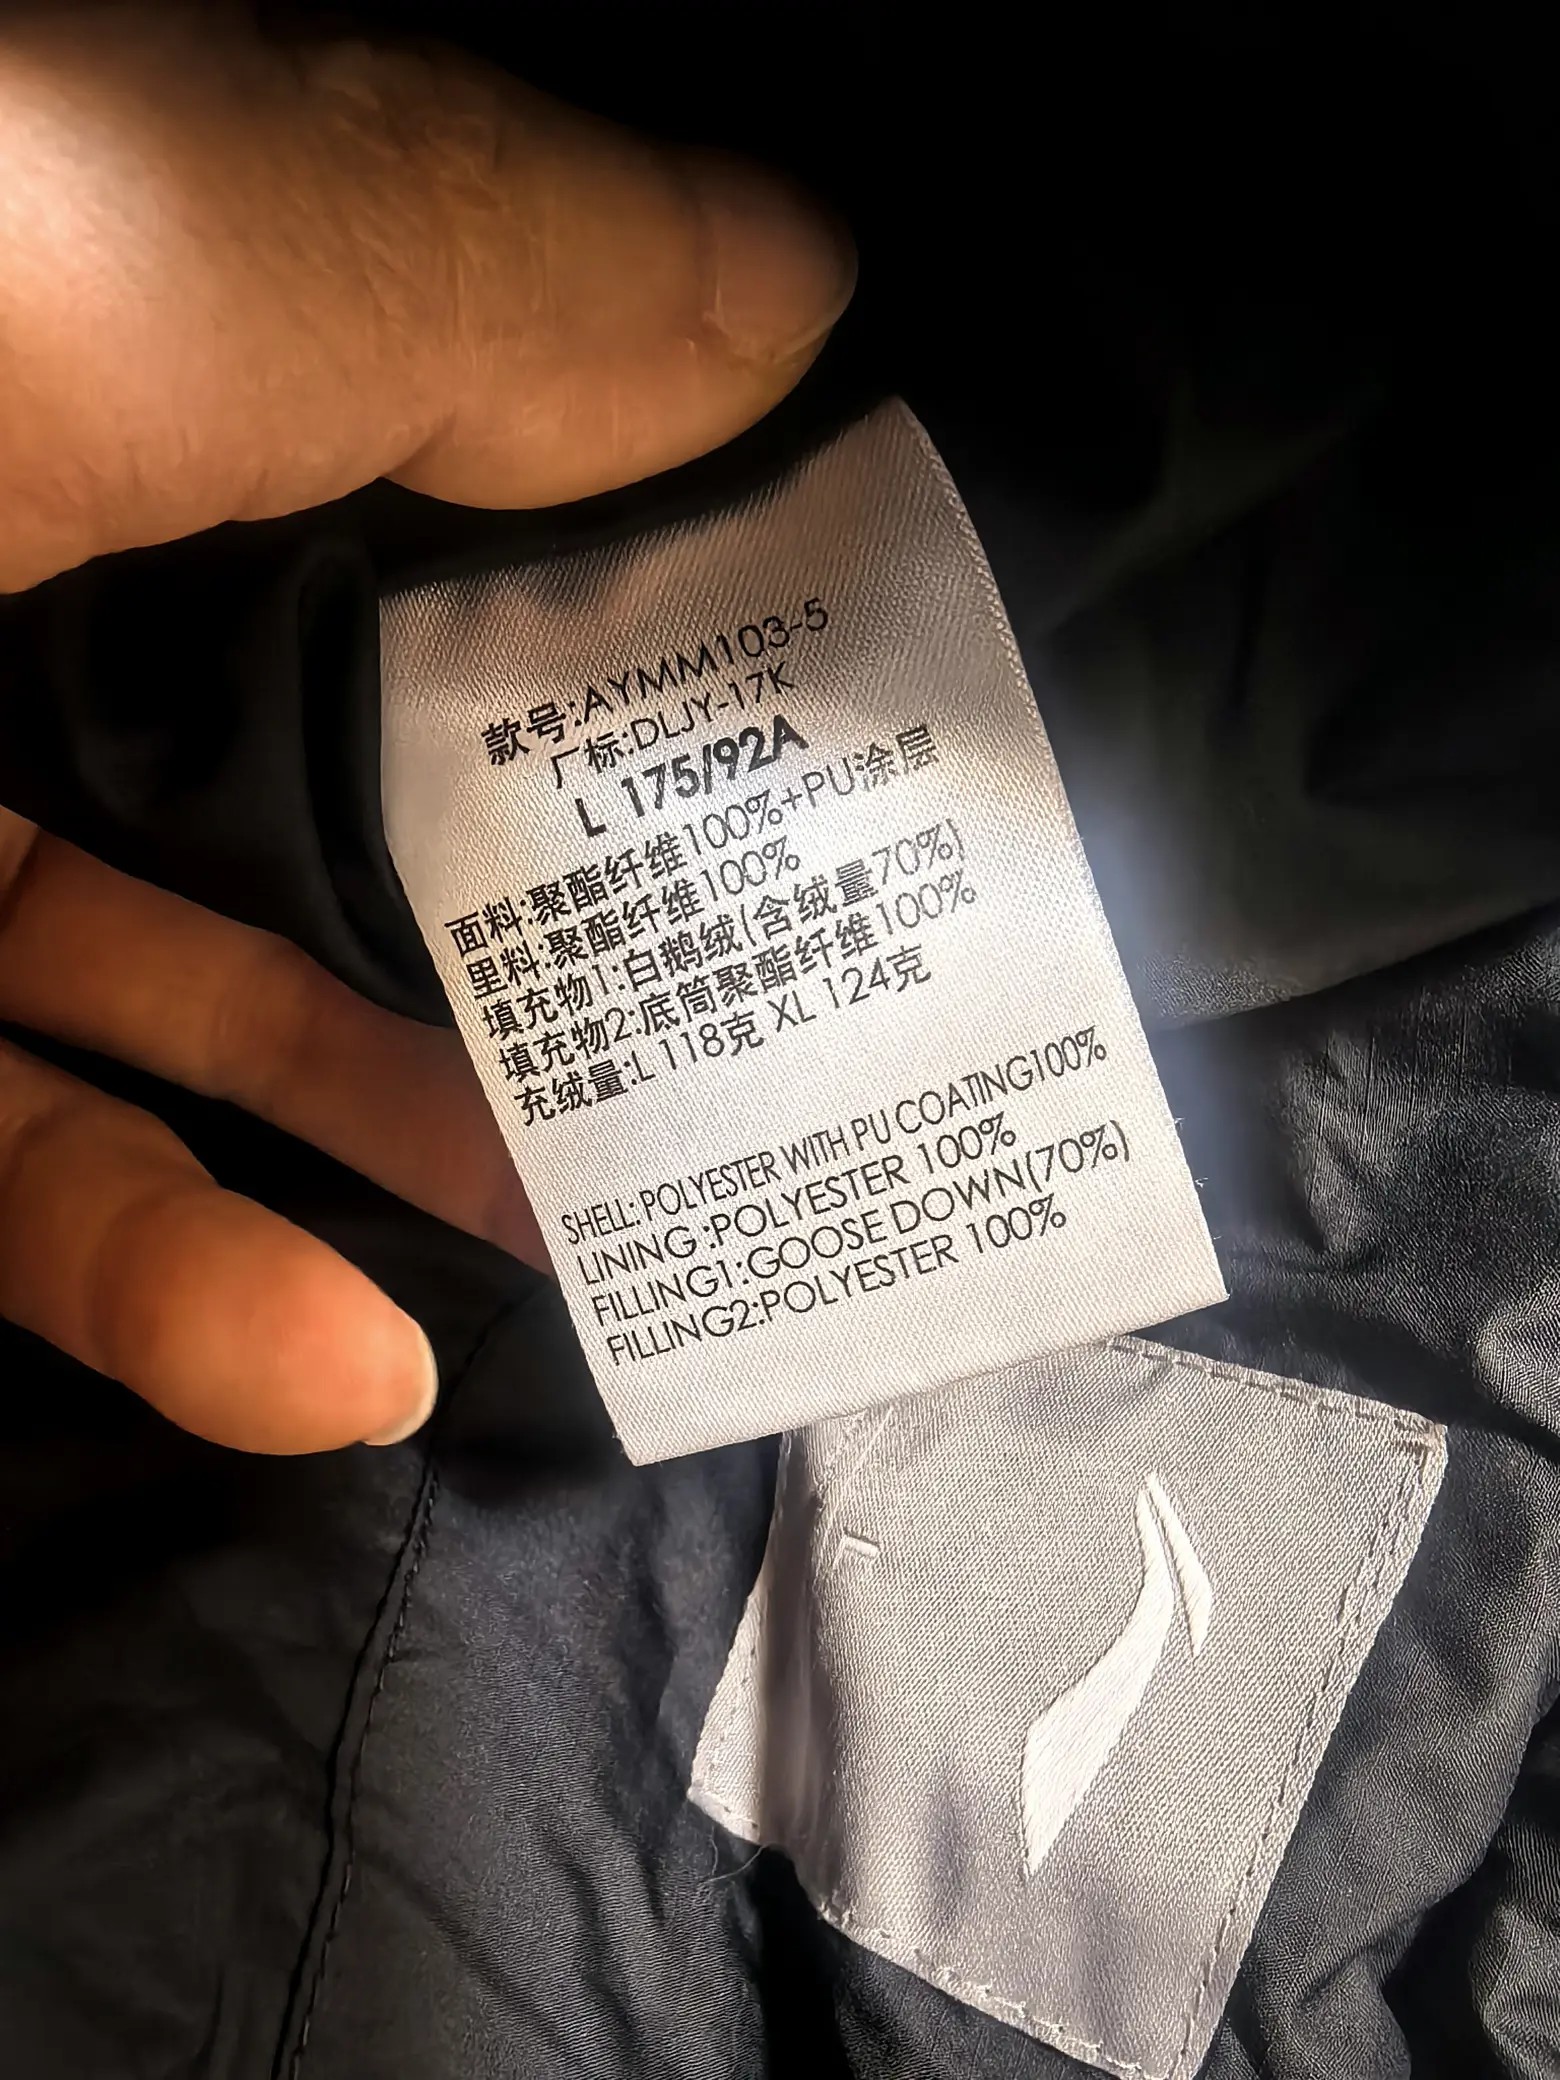 款号:AYMM103-5
厂标:DLJY-17K
L 175/92A
面料:聚酯纤维100%+PU涂层
里料:聚酯纤维100%
填充物1:白鹅绒(含绒量70%)
填充物2:底筒聚酯纤维100%
充绒量:L 118克 XL 124克
SHELL: POLYESTER WITH PU COATING100%
LINING :POLYESTER 100%
FILLING1:GOOSE DOWN(70%)
FILLING2:POLYESTER 100%
L